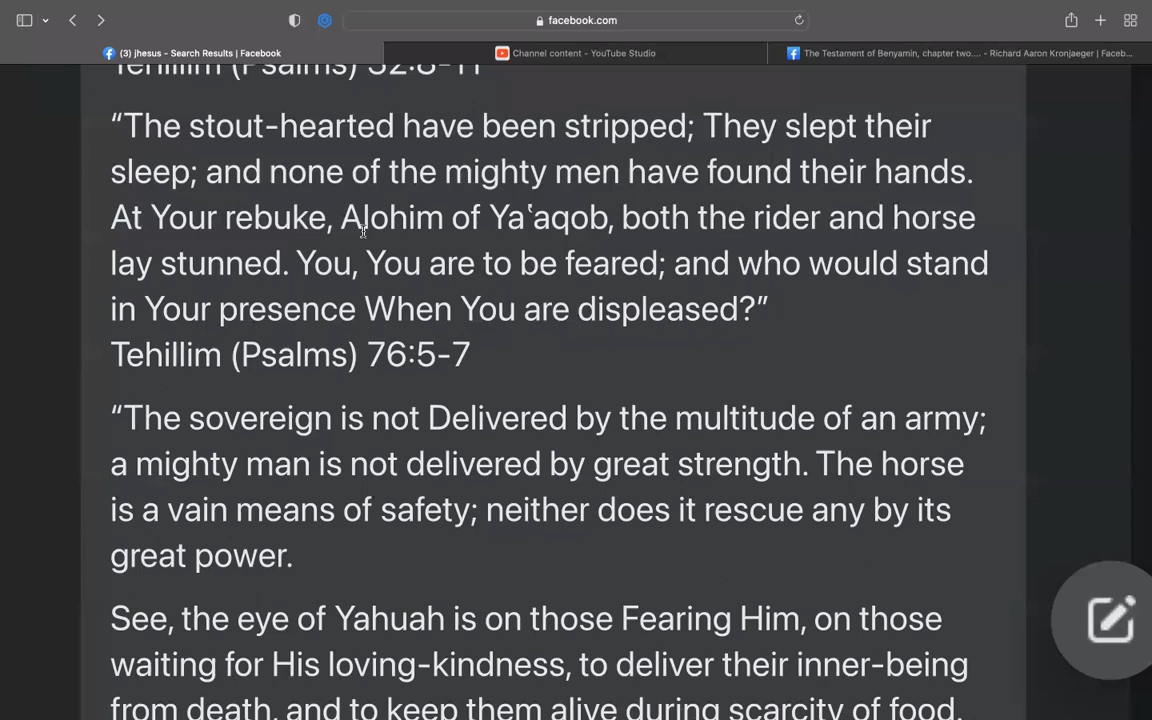 facebook.com
(3) jhesus - Search Results | Facebook
Channel content - YouTube Studio
The Testament of Benyamin, chapter two.... - Richard Aaron Kronjaeger | Faceb...
Tehillim (Psalms) 32:8-11
“The stout-hearted have been stripped; They slept their
sleep; and none of the mighty men have found their hands.
At Your rebuke, Alohim of Yaʽaqob, both the rider and horse
lay stunned. You, You are to be feared; and who would stand
in Your presence When You are displeased?”
Tehillim (Psalms) 76:5-7
“The sovereign is not Delivered by the multitude of an army;
a mighty man is not delivered by great strength. The horse
is a vain means of safety; neither does it rescue any by its
great power.
See, the eye of Yahuah is on those Fearing Him, on those
waiting for His loving-kindness, to deliver their inner-being
from death, and to keep them alive during scarcity of food.